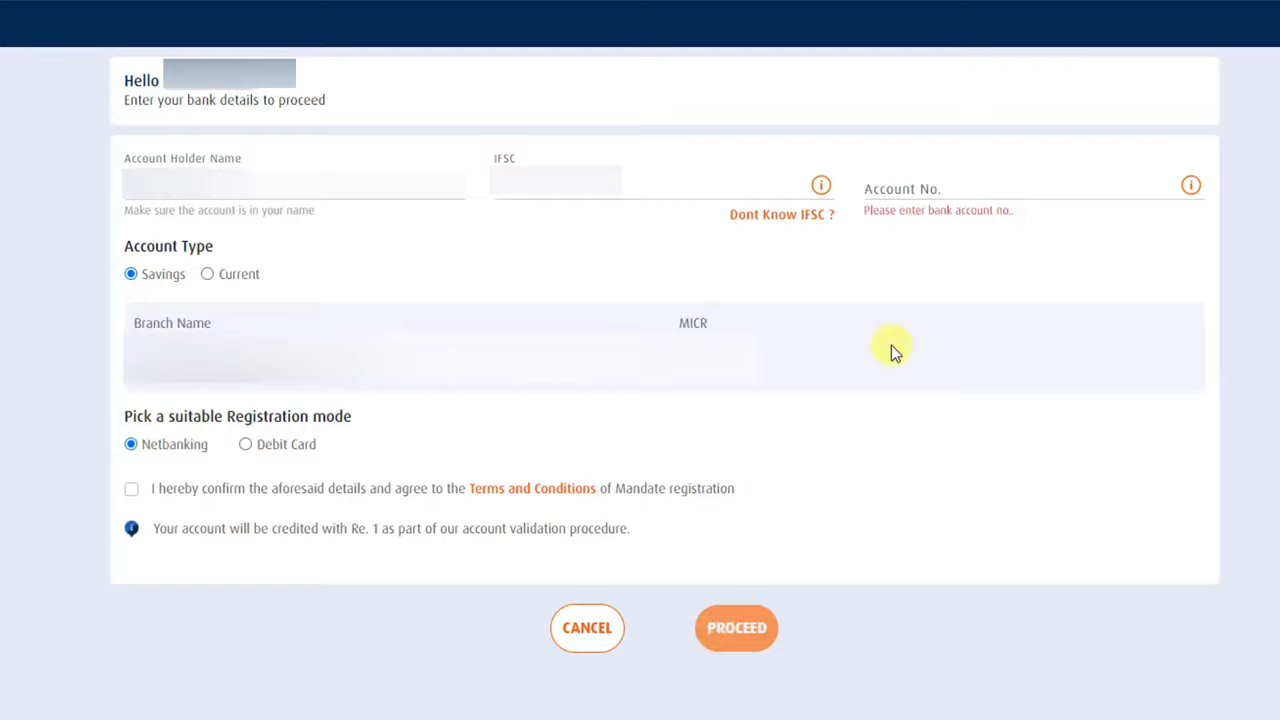 Hello
Enter your bank details to proceed
Account Holder Name
IFSC
Account No.
Make sure the account is in your name
Dont Know IFSC ?
Please enter bank account no..
Account Type
Savings
Current
Branch Name
MICR
Pick a suitable Registration mode
Netbanking
Debit Card
I hereby confirm the aforesaid details and agree to the Terms and Conditions of Mandate registration
Your account will be credited with Re. 1 as part of our account validation procedure.
CANCEL
PROCEED